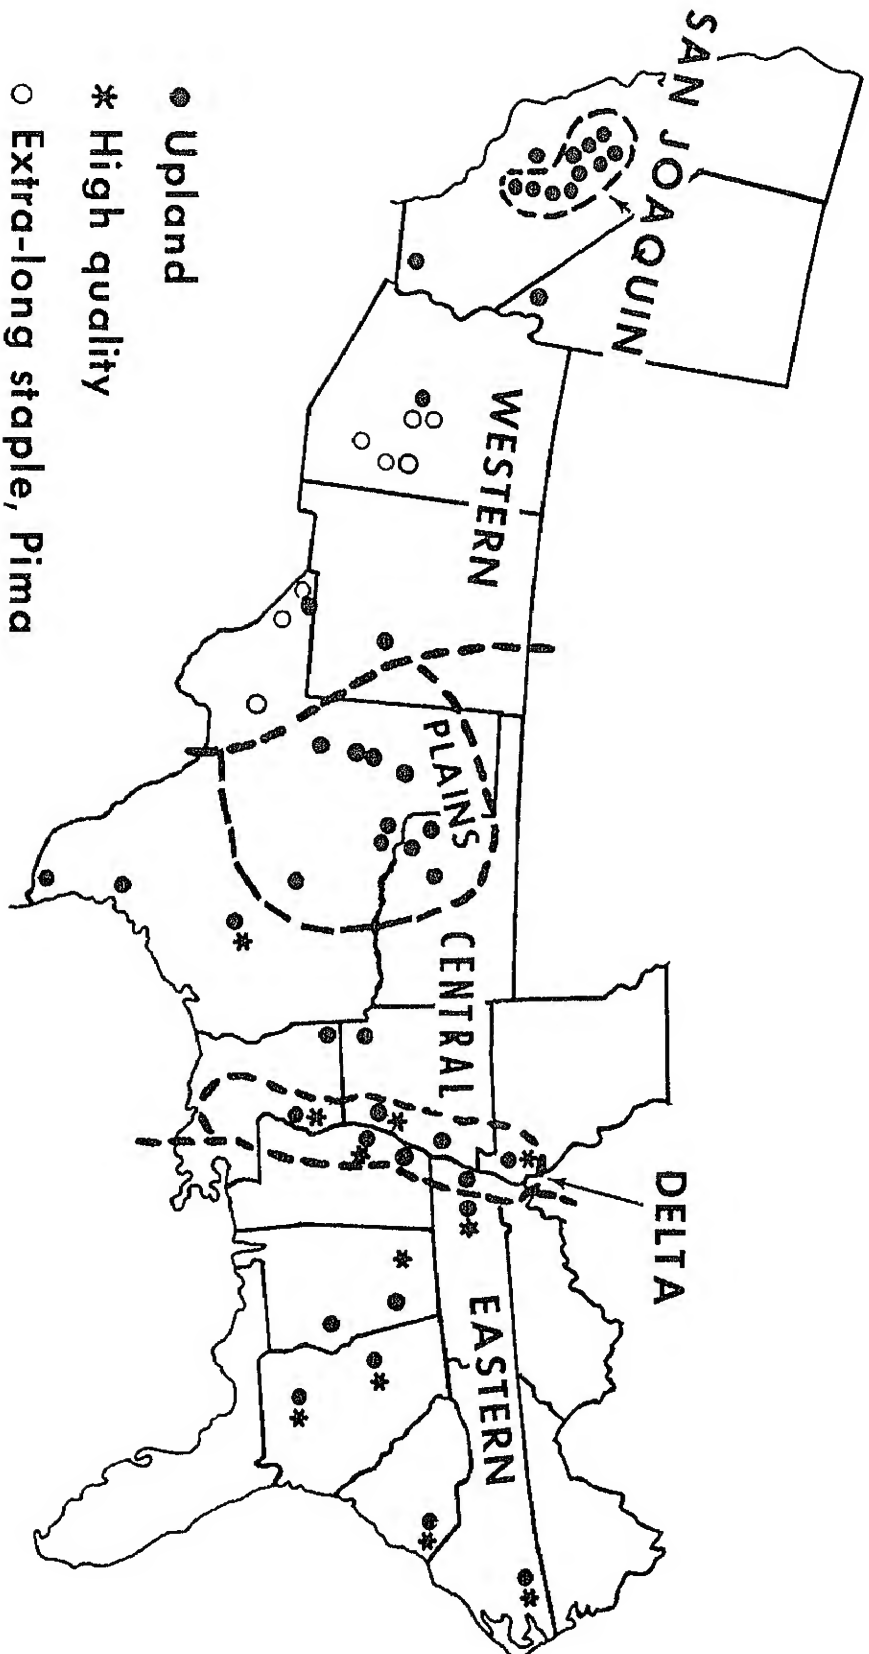 SAN JOAQUIN
WESTERN
PLAINS
CENTRAL
DELTA
EASTERN
● Upland
* High quality
○ Extra-long staple, Pima